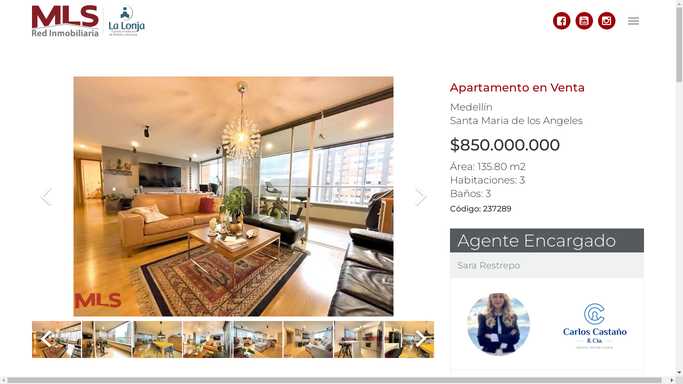 MLS
Red Inmobiliaria
La Lonja
Apartamento en Venta
Medellín
Santa Maria de los Angeles
$850.000.000
Área: 135.80 m2
Habitaciones: 3
Baños: 3
Código: 237289
MLS
Agente Encargado
Sara Restrepo
Carlos Castaño
& Cía.